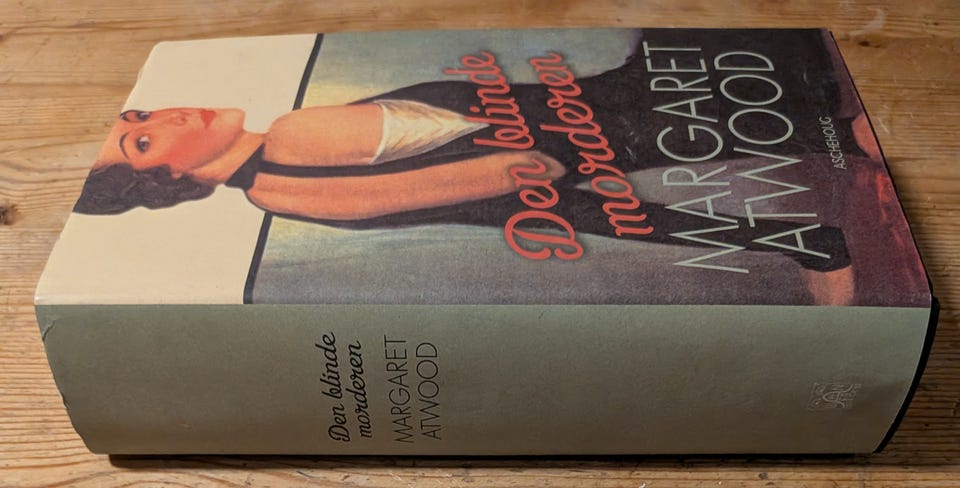 Den blinde
morderen
MARGARET
ATWOOD
ASCHEHOUG
Den blinde
morderen
MARGARET
ATWOOD